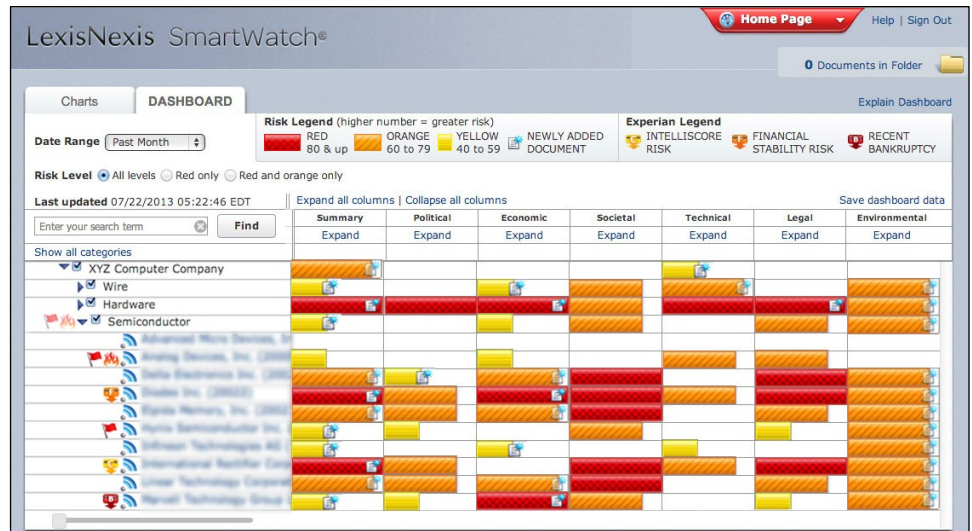 Home Page
Help | Sign Out
LexisNexis SmartWatch®
0 Documents in Folder
Charts
DASHBOARD
Explain Dashboard
Date Range Past Month
Risk Legend (higher number = greater risk)
RED 80 & up
ORANGE 60 to 79
YELLOW 40 to 59
NEWLY ADDED DOCUMENT
Experian Legend
INTELLISCORE RISK
FINANCIAL STABILITY RISK
RECENT BANKRUPTCY
Risk Level All levels Red only Red and orange only
Last updated 07/22/2013 05:22:46 EDT
Expand all columns | Collapse all columns
Save dashboard data
Enter your search term Find
Summary Political Economic Societal Technical Legal Environmental
Expand Expand Expand Expand Expand Expand Expand
Show all categories
XYZ Computer Company
Wire
Hardware
Semiconductor